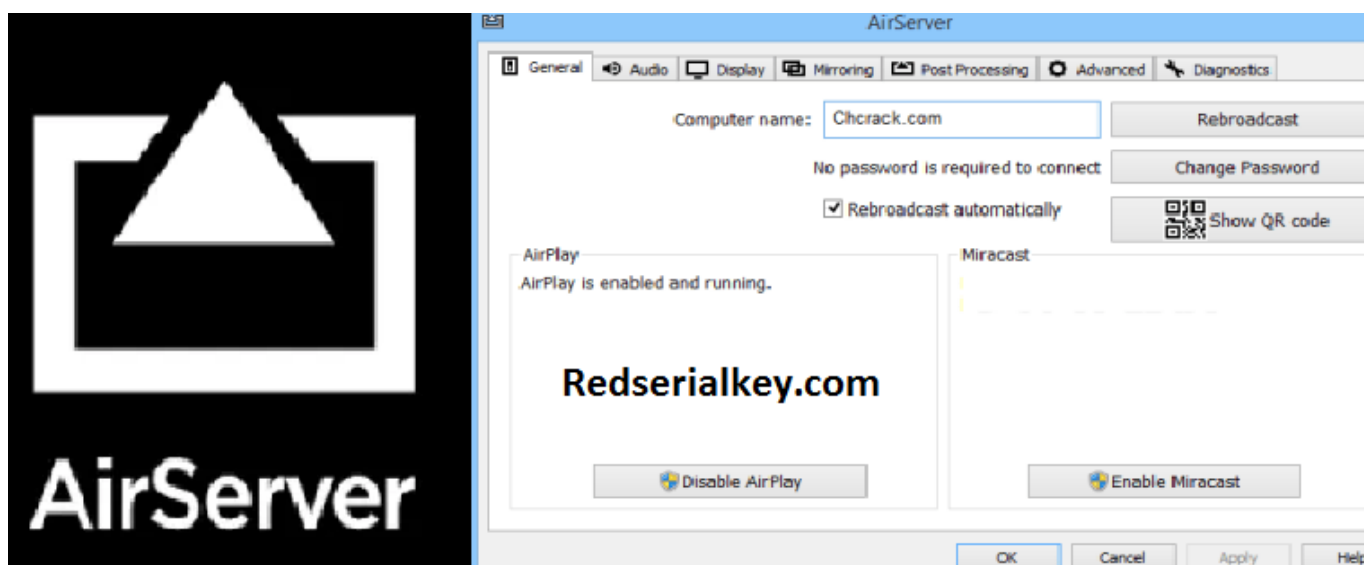 AirServer
AirServer
General Audio Display Mirroring Post Processing Advanced Diagnostics
Computer name: Clhcrack.com Rebroadcast
No password is required to connect Change Password
Rebroadcast automatically Show QR code
AirPlay Miracast
AirPlay is enabled and running.
Redserialkey.com
Disable AirPlay Enable Miracast
OK Cancel Apply Help